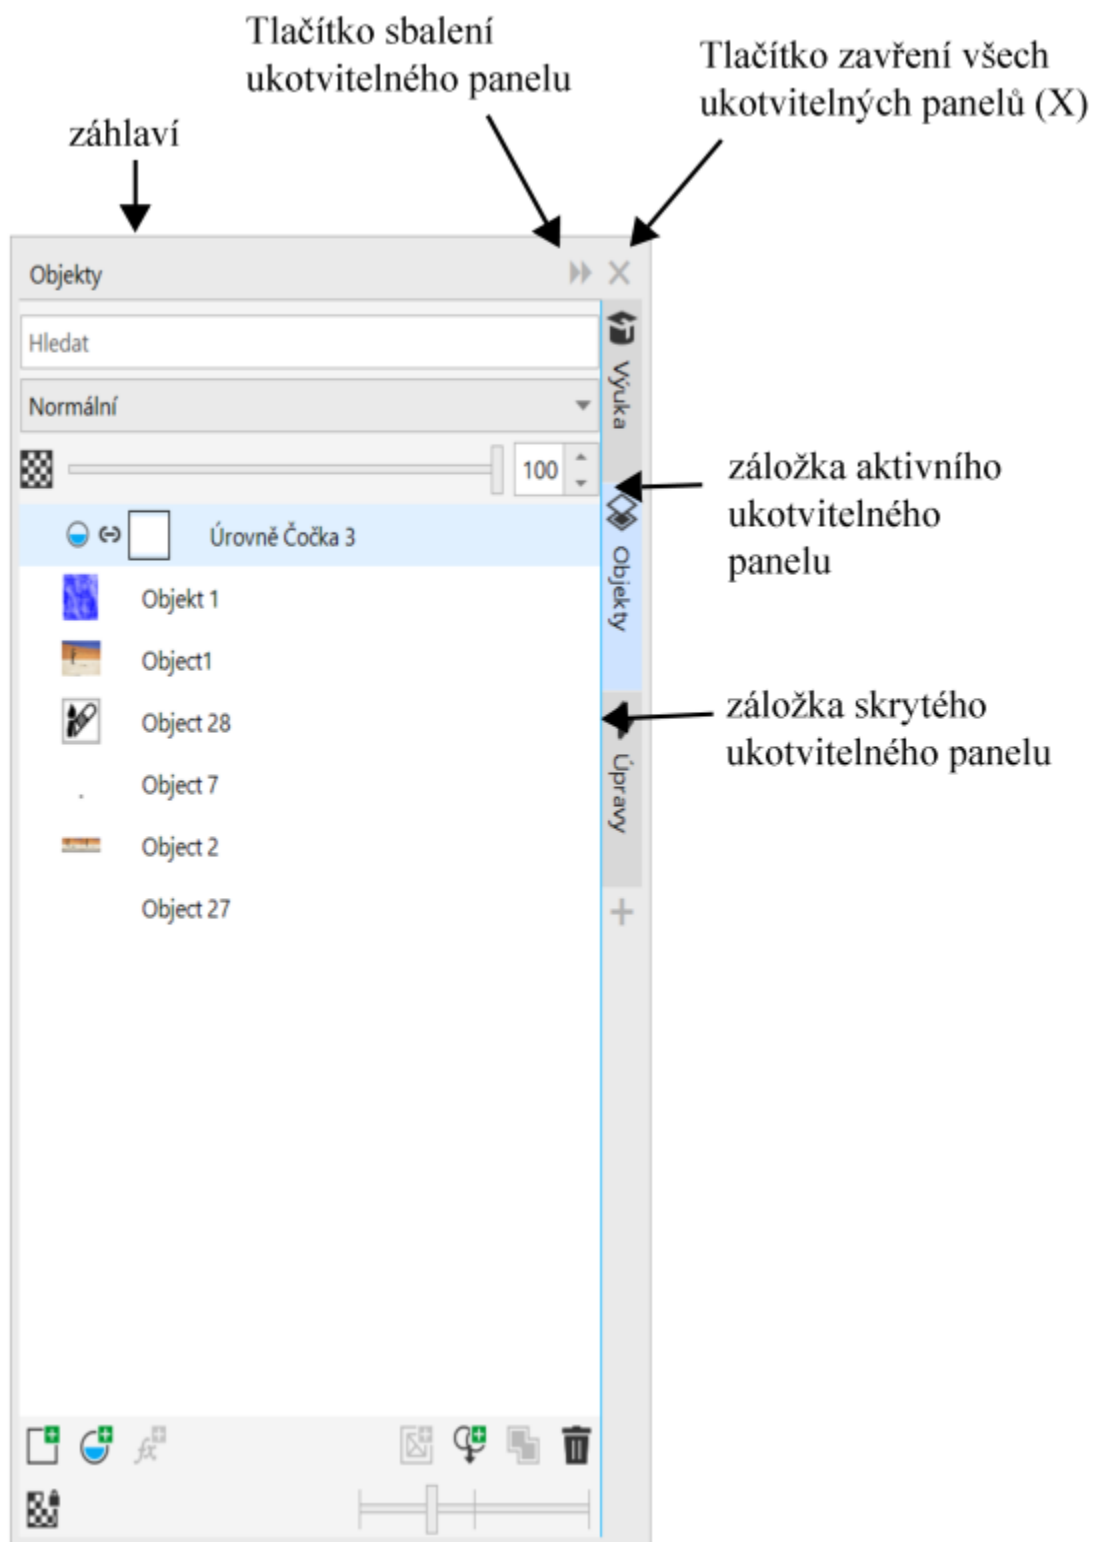 Tlačítko sbalení
ukotvitelného panelu
Tlačítko zavření všech
ukotvitelných panelů (X)
záhlaví
Objekty
Hledat
Normální
100
Úrovně Čočka 3
Objekt 1
Object1
Object 28
Object 7
Object 2
Object 27
Výuka
Objekty
Úpravy
záložka aktivního
ukotvitelného
panelu
záložka skrytého
ukotvitelného panelu
fx